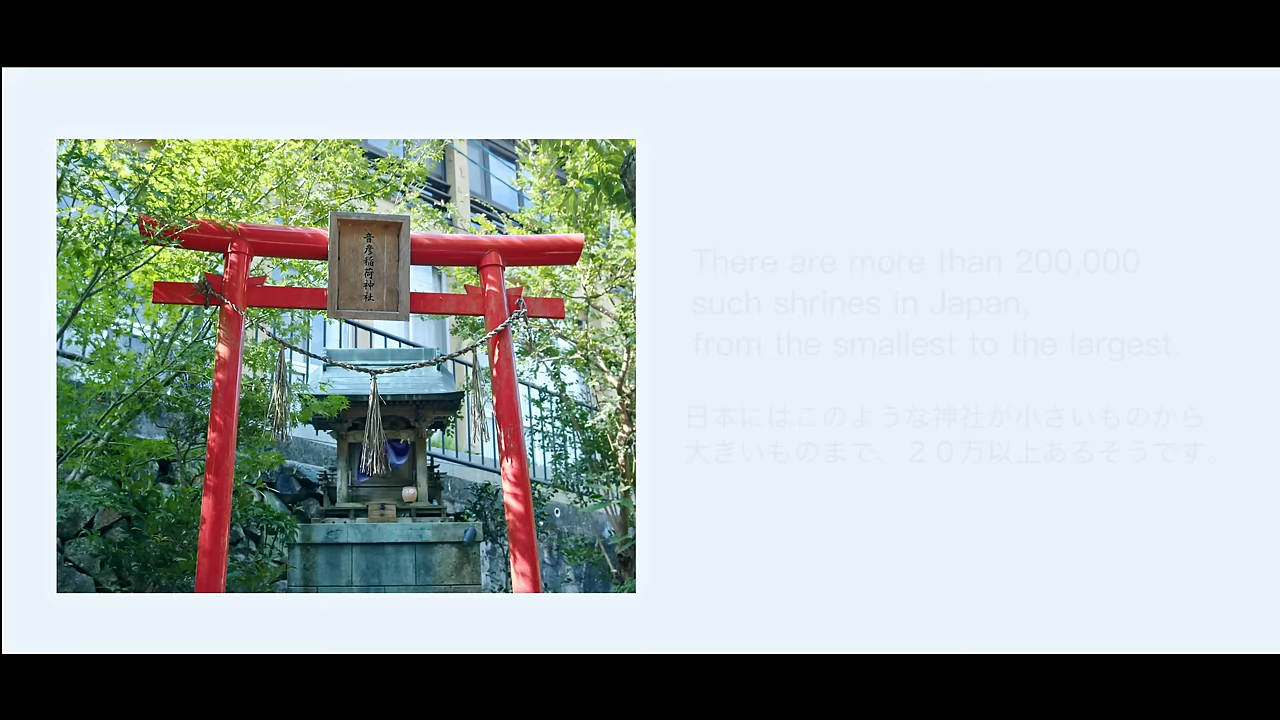 音彦稲荷神社
There are more than 200,000
such shrines in Japan,
from the smallest to the largest.
日本にはこのような神社が小さいものから
大きいものまで、２０万以上あるそうです。